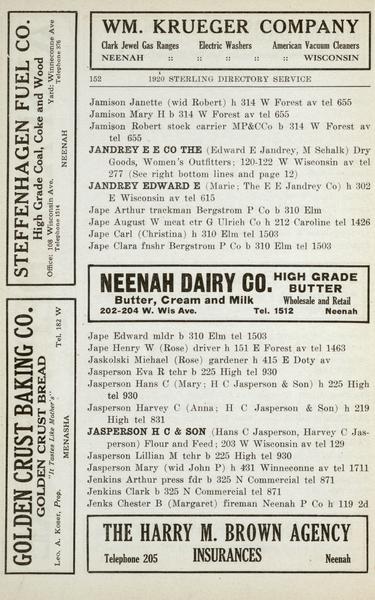 WM. KRUEGER COMPANY
Clark Jewel Gas Ranges Electric Washers American Vacuum Cleaners
NEENAH :: :: :: :: WISCONSIN
152 1920 STERLING DIRECTORY SERVICE
Jamison Janette (wid Robert) h 314 W Forest av tel 655
Jamison Mary H b 314 W Forest av tel 655
Jamison Robert stock carrier MP&CCo b 314 W Forest av
tel 655
JANDREY E E CO THE (Edward E Jandrey, M Schalk) Dry
Goods, Women's Outfitters; 120-122 W Wisconsin av tel
277 (See right bottom lines and page 12)
JANDREY EDWARD E (Marie; The E E Jandrey Co) h 302
E Wisconsin av tel 615
Jape Arthur trackman Bergstrom P Co b 310 Elm
Jape August W meat ctr G Ulrich Co h 212 Caroline tel 1426
Jape Carl (Christina) h 310 Elm tel 1503
Jape Clara fnshr Bergstrom P Co b 310 Elm tel 1503
NEENAH DAIRY CO. HIGH GRADE
BUTTER
Butter, Cream and Milk Wholesale and Retail
202-204 W. Wis Ave. Tel. 1512 Neenah
Jape Edward mldr b 310 Elm tel 1503
Jape Henry W (Rose) driver h 151 E Forest av tel 1463
Jaskolski Michael (Rose) gardener h 415 E Doty av
Jasperson Eva R tchr b 225 High tel 930
Jasperson Hans C (Mary; H C Jasperson & Son) h 225 High
tel 930
Jasperson Harvey C (Anna; H C Jasperson & Son) h 219
High tel 831
JASPERSON H C & SON (Hans C Jasperson, Harvey C Jas-
person) Flour and Feed; 203 W Wisconsin av tel 129
Jasperson Lillian M tchr b 225 High tel 930
Jasperson Mary (wid John P) h 431 Winneconne av tel 1711
Jenkins Arthur press fdr b 325 N Commercial tel 871
Jenkins Clark b 325 N Commercial tel 871
Jenks Chester B (Margaret) fireman Neenah P Co h 119 2d
THE HARRY M. BROWN AGENCY
Telephone 205 INSURANCES Neenah
STEFFENHAGEN FUEL CO.
High Grade Coal, Coke and Wood
Office: 108 Wisconsin Ave. Yard: Winneconne Ave
Telephone 1314 Telephone 376
NEENAH
GOLDEN CRUST BAKING CO.
GOLDEN CRUST BREAD
"It Tastes Like Mother's"
Leo. A. Koser, Prop. Tel. 182 W
MENASHA